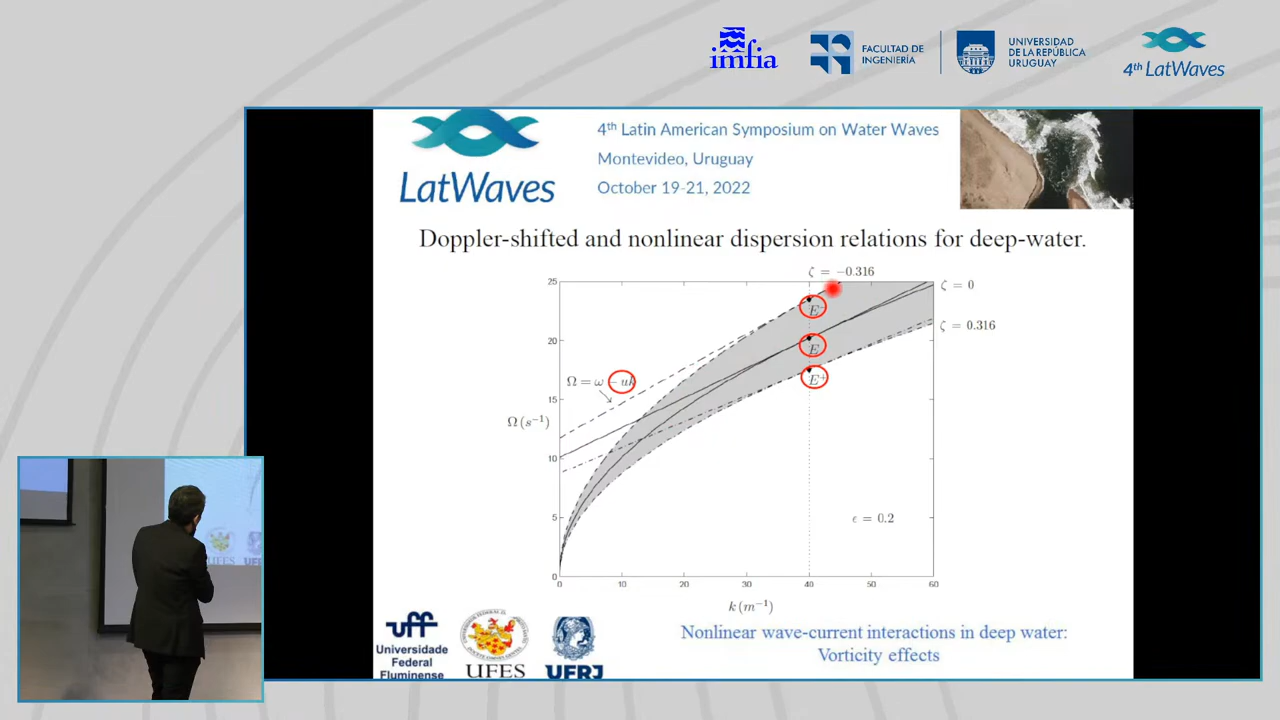 imfia
FACULTAD DE
INGENIERÍA
UNIVERSIDAD
DE LA REPÚBLICA
URUGUAY
4th LatWaves
LatWaves
4th Latin American Symposium on Water Waves
Montevideo, Uruguay
October 19-21, 2022
Doppler-shifted and nonlinear dispersion relations for deep-water.
ζ = −0.316
ζ = 0
ζ = 0.316
25
20
15
10
5
0
E⁻
E
E⁺
Ω = ω − uk
Ω (s⁻¹)
ϵ = 0.2
0 10 20 30 40 50 60
k (m⁻¹)
uff
Universidade
Federal
Fluminense
UFES
UFRJ
Nonlinear wave-current interactions in deep water:
Vorticity effects
UFES